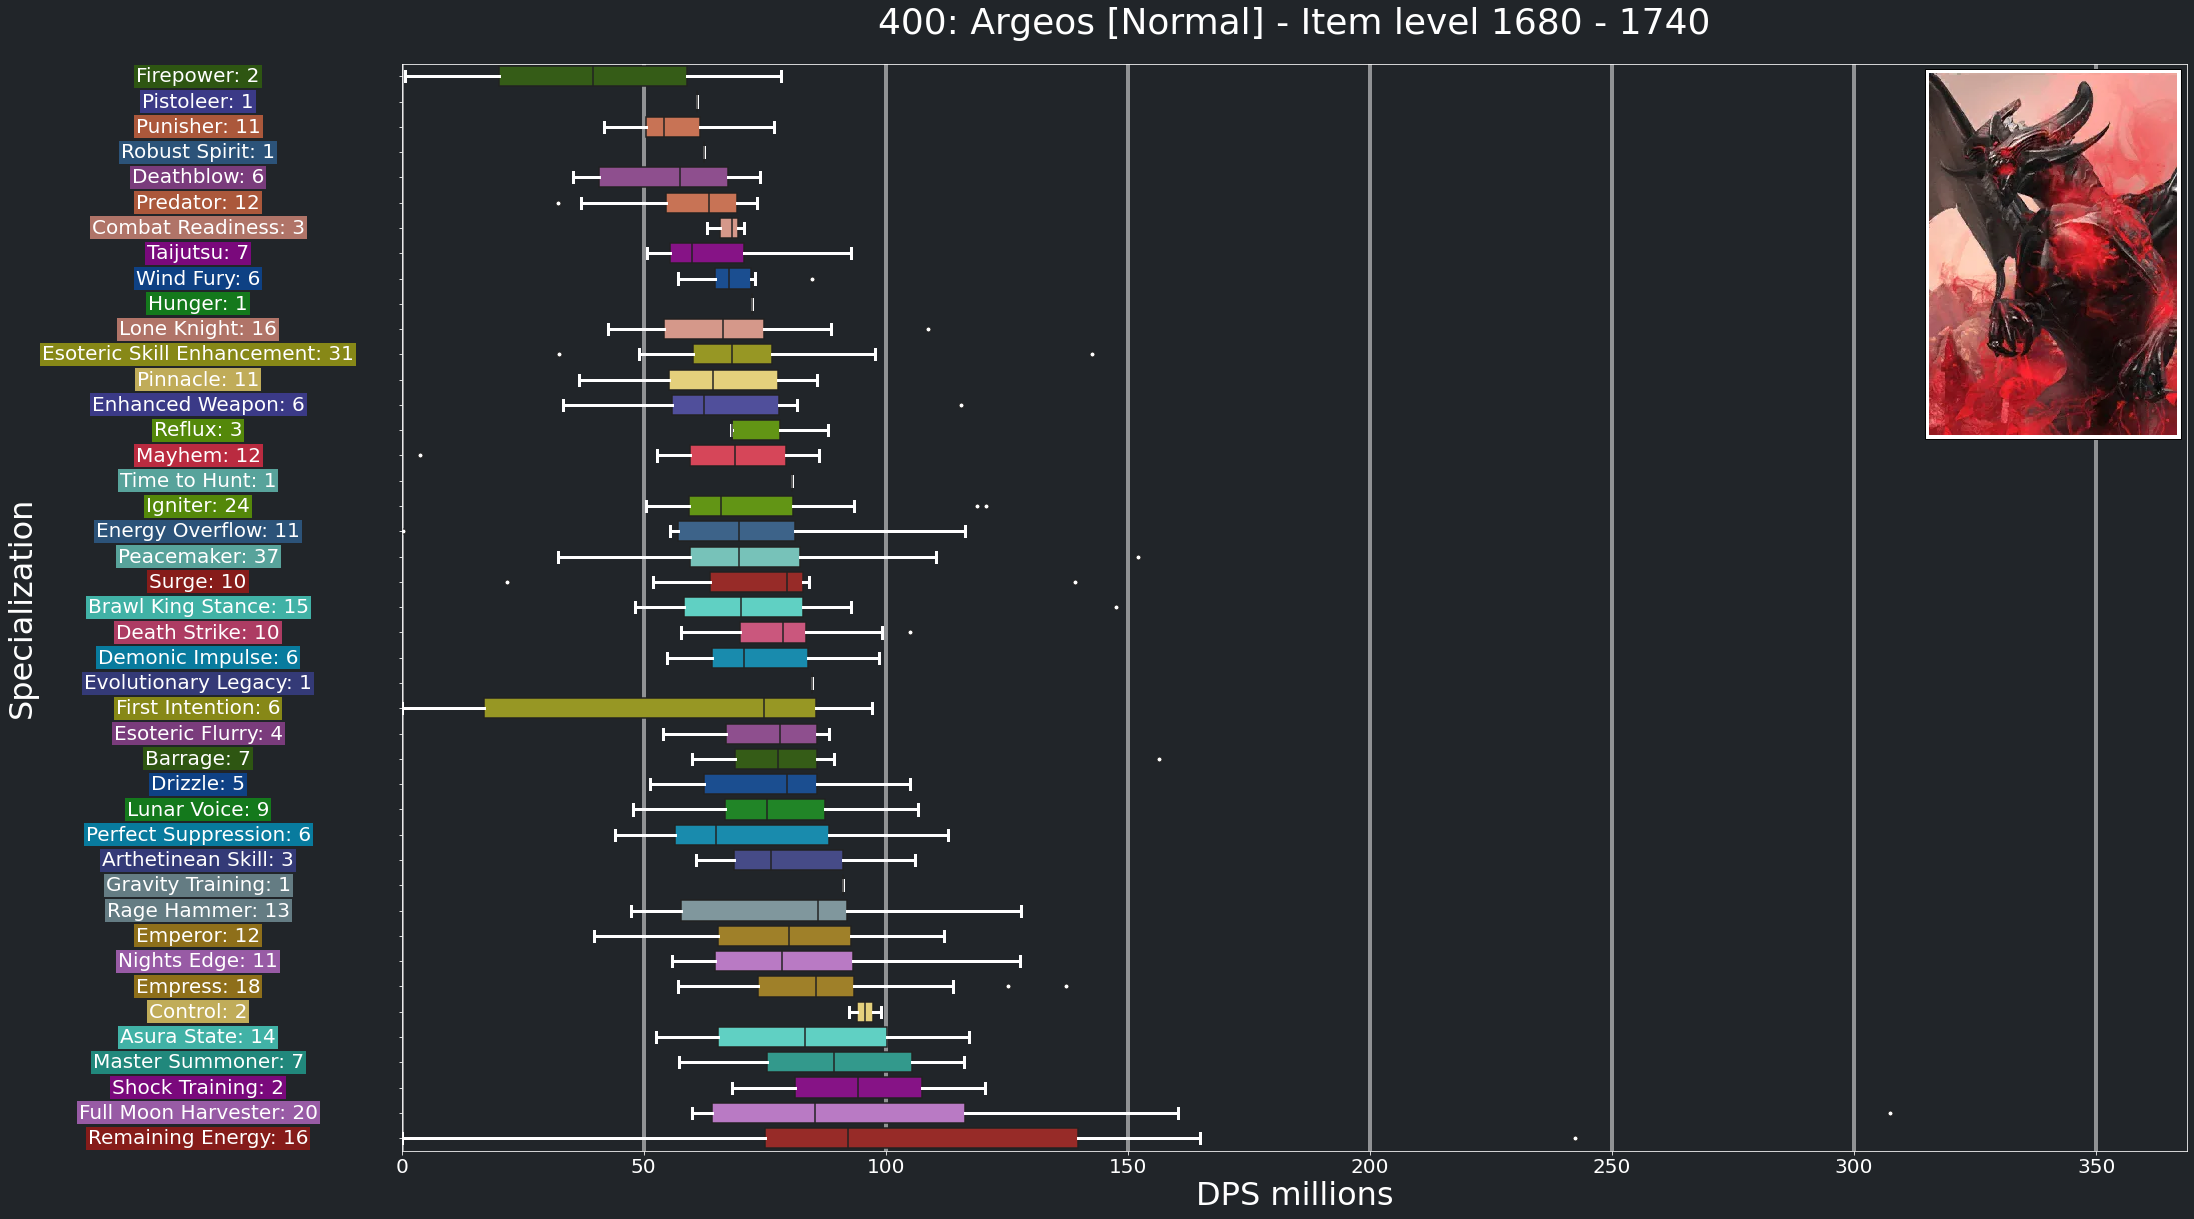 400: Argeos [Normal] - Item level 1680 - 1740
Specialization
Firepower: 2
Pistoleer: 1
Punisher: 11
Robust Spirit: 1
Deathblow: 6
Predator: 12
Combat Readiness: 3
Taijutsu: 7
Wind Fury: 6
Hunger: 1
Lone Knight: 16
Esoteric Skill Enhancement: 31
Pinnacle: 11
Enhanced Weapon: 6
Reflux: 3
Mayhem: 12
Time to Hunt: 1
Igniter: 24
Energy Overflow: 11
Peacemaker: 37
Surge: 10
Brawl King Stance: 15
Death Strike: 10
Demonic Impulse: 6
Evolutionary Legacy: 1
First Intention: 6
Esoteric Flurry: 4
Barrage: 7
Drizzle: 5
Lunar Voice: 9
Perfect Suppression: 6
Arthetinean Skill: 3
Gravity Training: 1
Rage Hammer: 13
Emperor: 12
Nights Edge: 11
Empress: 18
Control: 2
Asura State: 14
Master Summoner: 7
Shock Training: 2
Full Moon Harvester: 20
Remaining Energy: 16
0 50 100 150 200 250 300 350
DPS millions